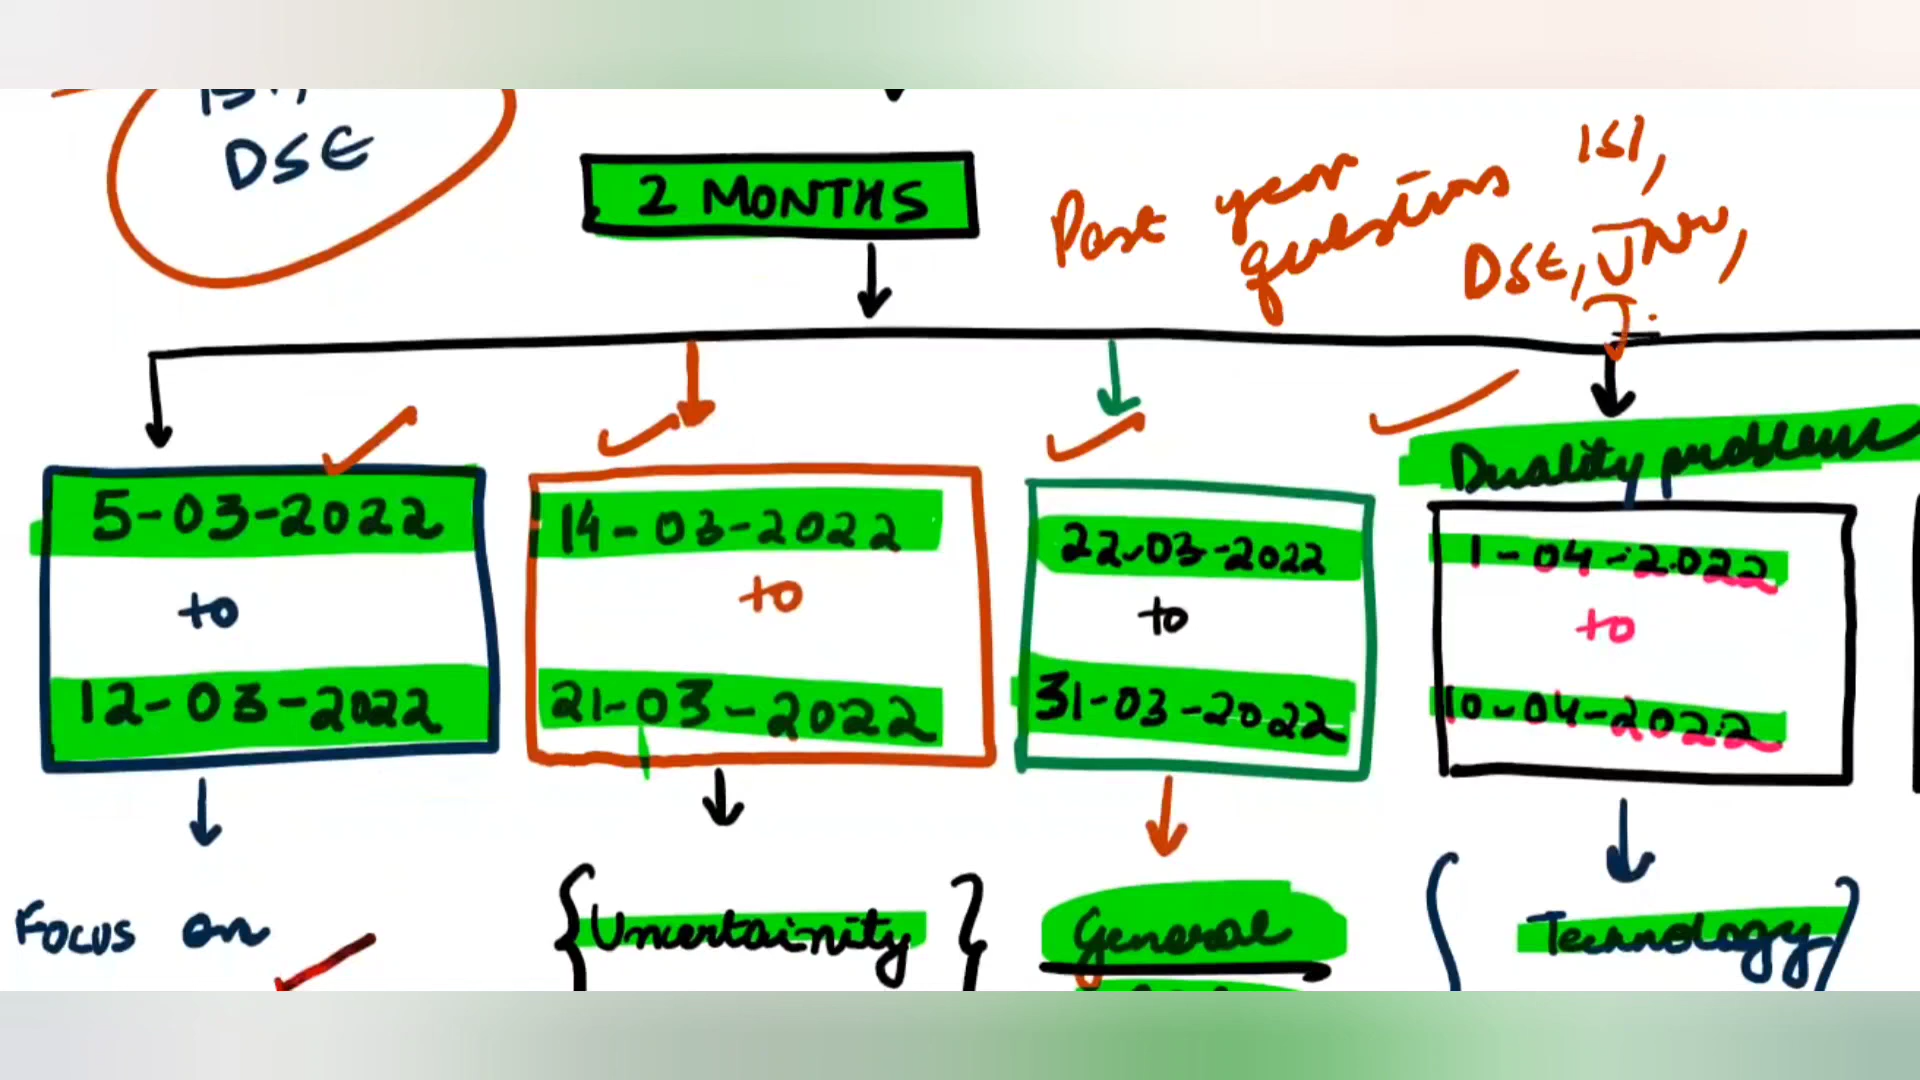 DSE
2 MONTHS
Past year
questions
ISI,
DSE, JNU,
5-03-2022
to
12-03-2022
14-03-2022
to
21-03-2022
22-03-2022
to
31-03-2022
Duality problems
1-04-2022
to
10-04-2022
Focus on
{Uncertainity}
General
Technology